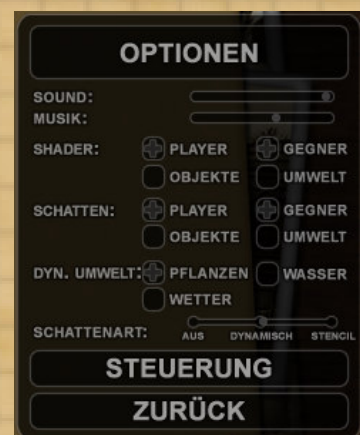 OPTIONEN
SOUND:
MUSIK:
SHADER: PLAYER GEGNER
OBJEKTE UMWELT
SCHATTEN: PLAYER GEGNER
OBJEKTE UMWELT
DYN. UMWELT: PFLANZEN WASSER
WETTER
SCHATTENART: AUS DYNAMISCH STENCIL
STEUERUNG
ZURÜCK